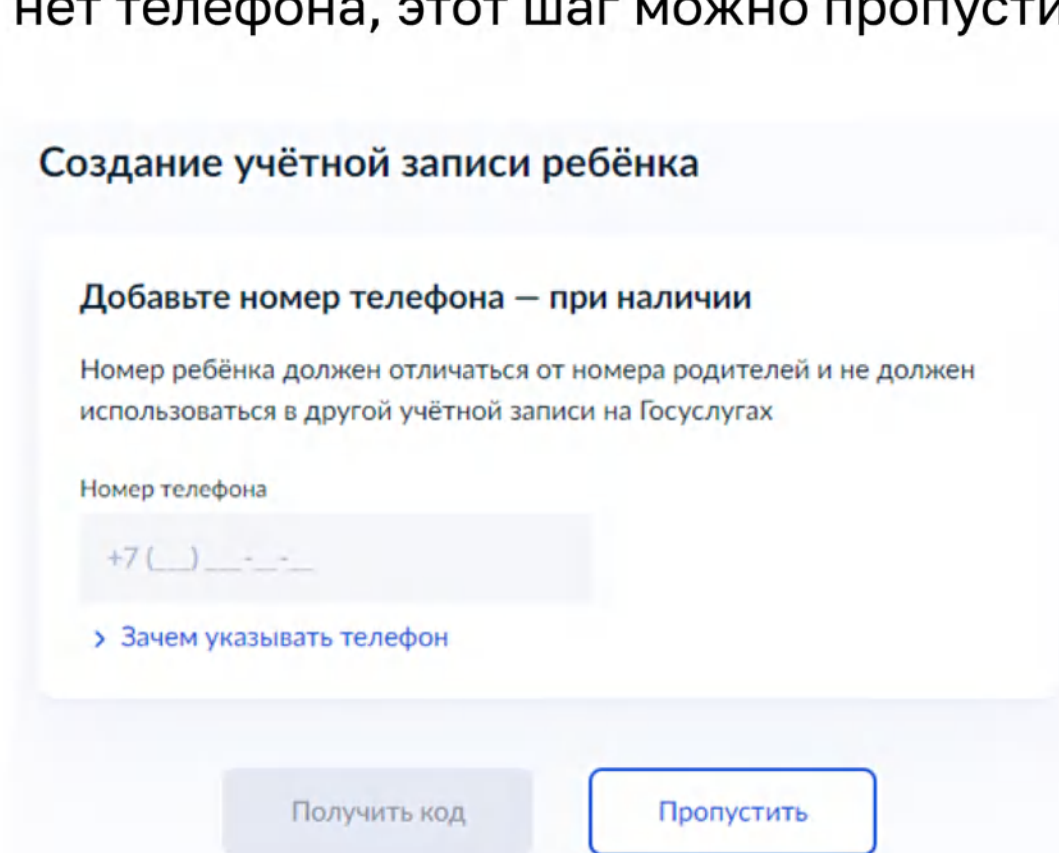 нет телефона, этот шаг можно пропусти
Создание учётной записи ребёнка
Добавьте номер телефона — при наличии
Номер ребёнка должен отличаться от номера родителей и не должен
использоваться в другой учётной записи на Госуслугах
Номер телефона
+7 (___) ___-__-__
Зачем указывать телефон
Получить код
Пропустить